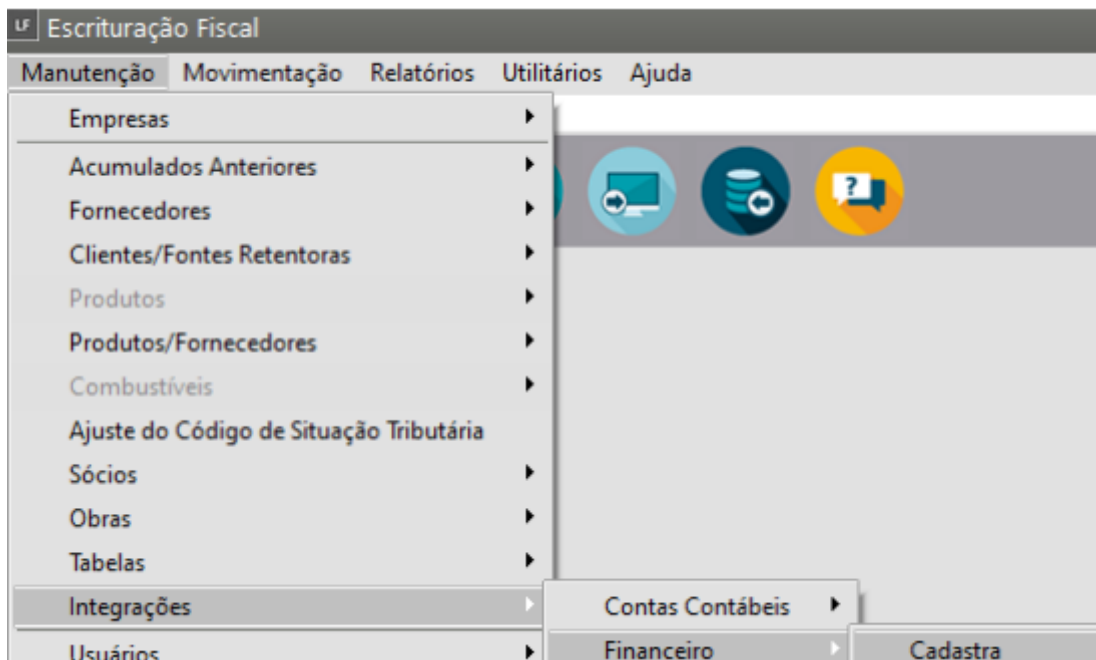 LF Escrituração Fiscal
Manutenção Movimentação Relatórios Utilitários Ajuda
Empresas
Acumulados Anteriores
Fornecedores
?
Clientes/Fontes Retentoras
Produtos
Produtos/Fornecedores
Combustíveis
Ajuste do Código de Situação Tributária
Sócios
Obras
Tabelas
Integrações Contas Contábeis
Usuários Financeiro Cadastra